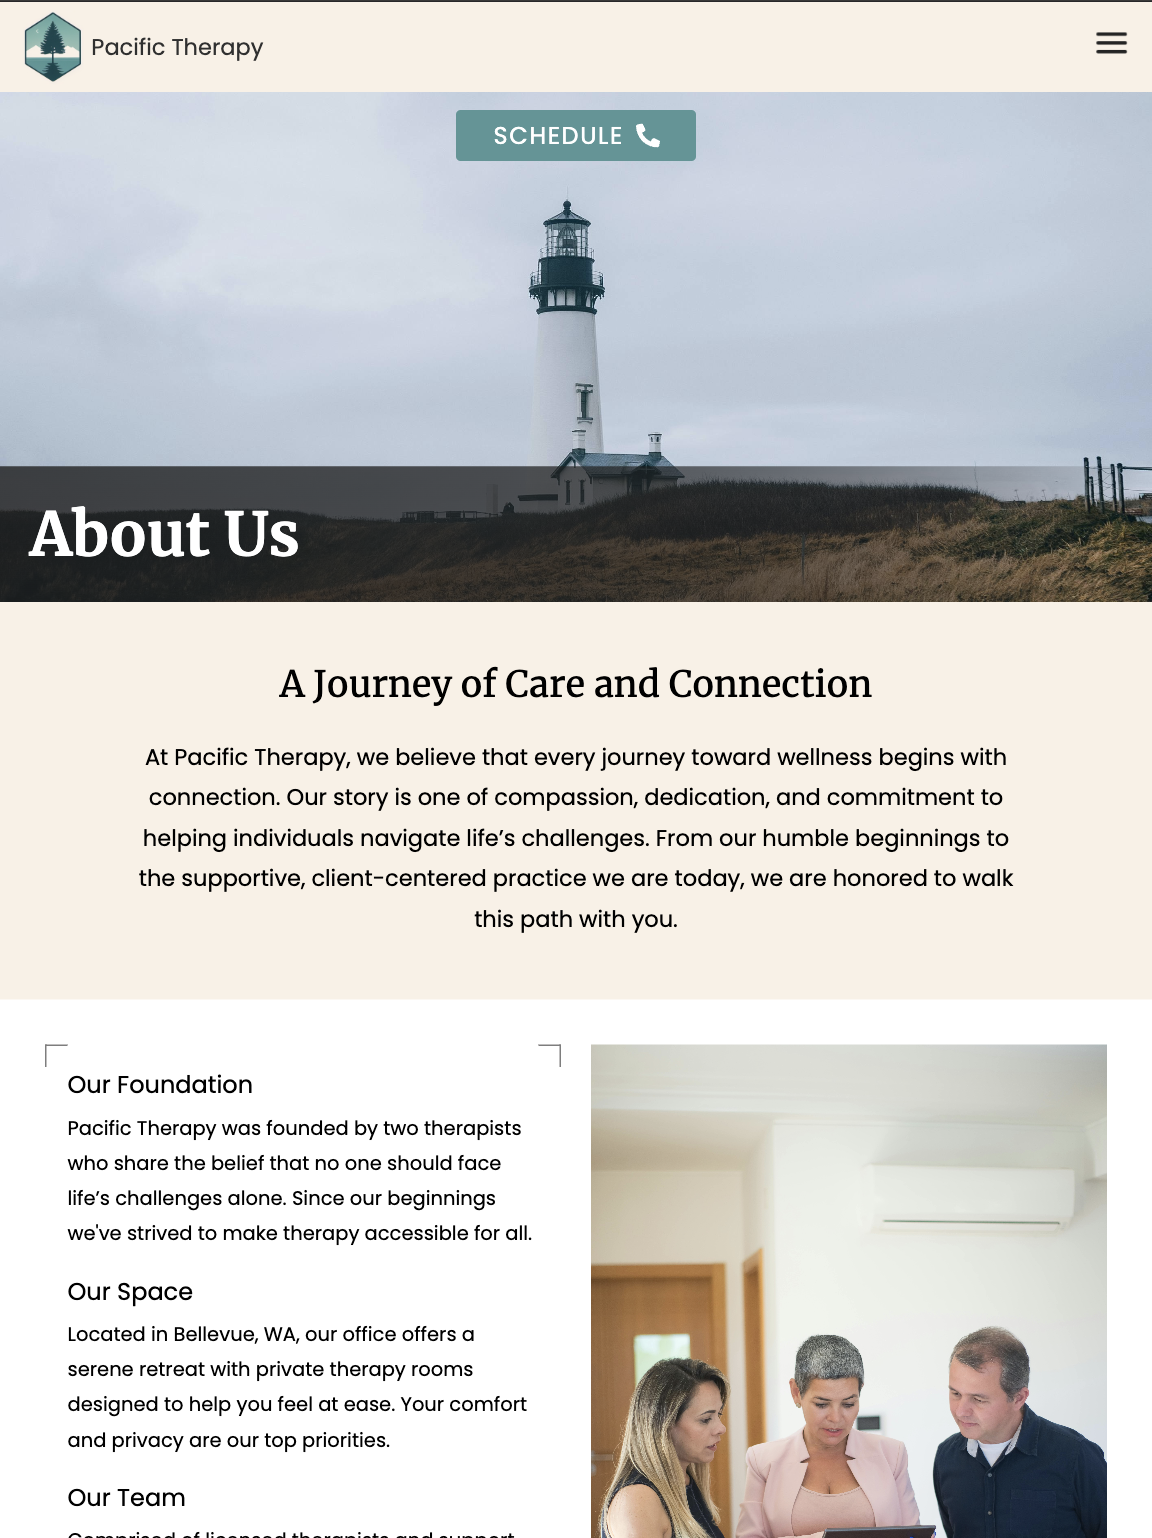 Pacific Therapy
SCHEDULE
About Us
A Journey of Care and Connection
At Pacific Therapy, we believe that every journey toward wellness begins with
connection. Our story is one of compassion, dedication, and commitment to
helping individuals navigate life’s challenges. From our humble beginnings to
the supportive, client-centered practice we are today, we are honored to walk
this path with you.
Our Foundation
Pacific Therapy was founded by two therapists
who share the belief that no one should face
life’s challenges alone. Since our beginnings
we've strived to make therapy accessible for all.
Our Space
Located in Bellevue, WA, our office offers a
serene retreat with private therapy rooms
designed to help you feel at ease. Your comfort
and privacy are our top priorities.
Our Team
Comprised of licensed therapists and support